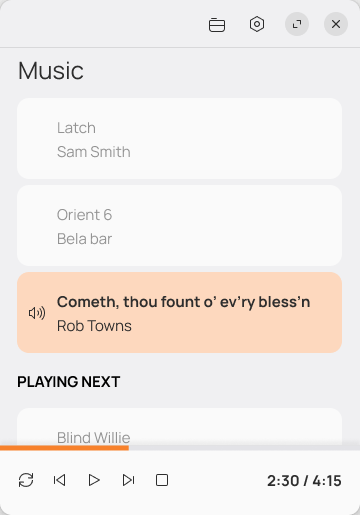 Music
Latch
Sam Smith
Orient 6
Bela bar
Cometh, thou fount o’ ev’ry bless’n
Rob Towns
PLAYING NEXT
Blind Willie
2:30 / 4:15